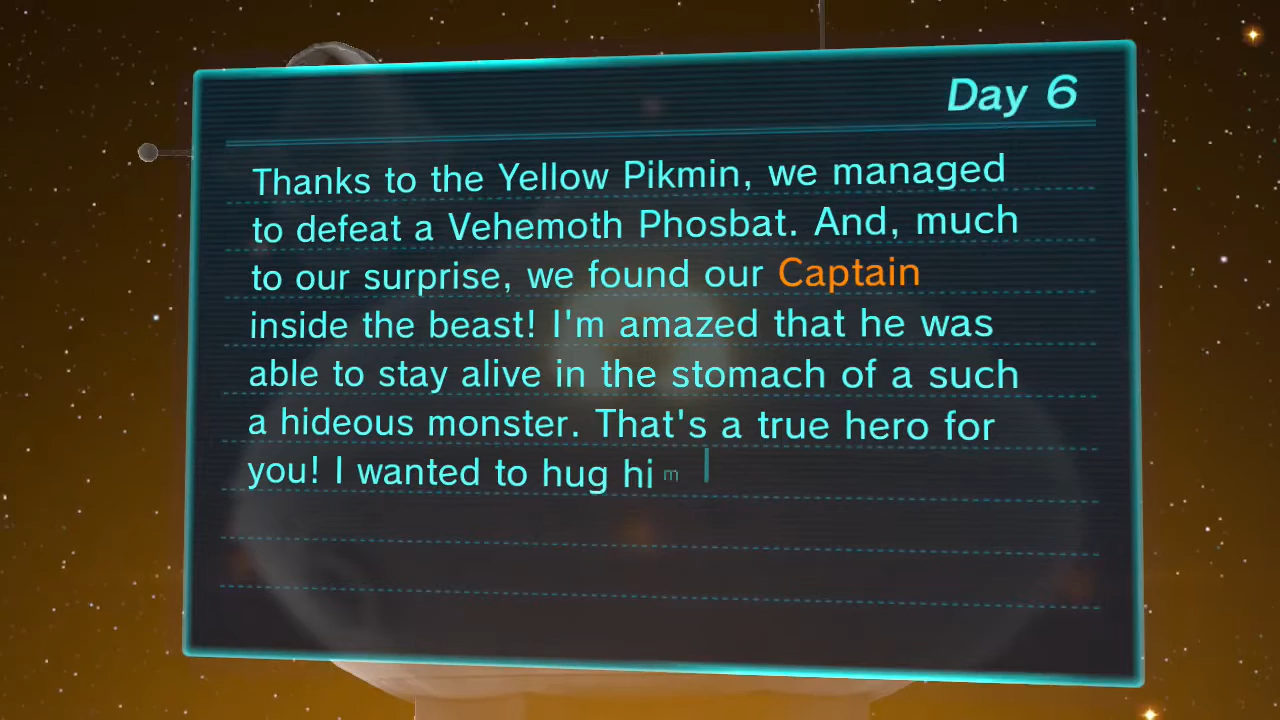 Day 6
Thanks to the Yellow Pikmin, we managed
to defeat a Vehemoth Phosbat. And, much
to our surprise, we found our Captain
inside the beast! I'm amazed that he was
able to stay alive in the stomach of a such
a hideous monster. That's a true hero for
you! I wanted to hug him